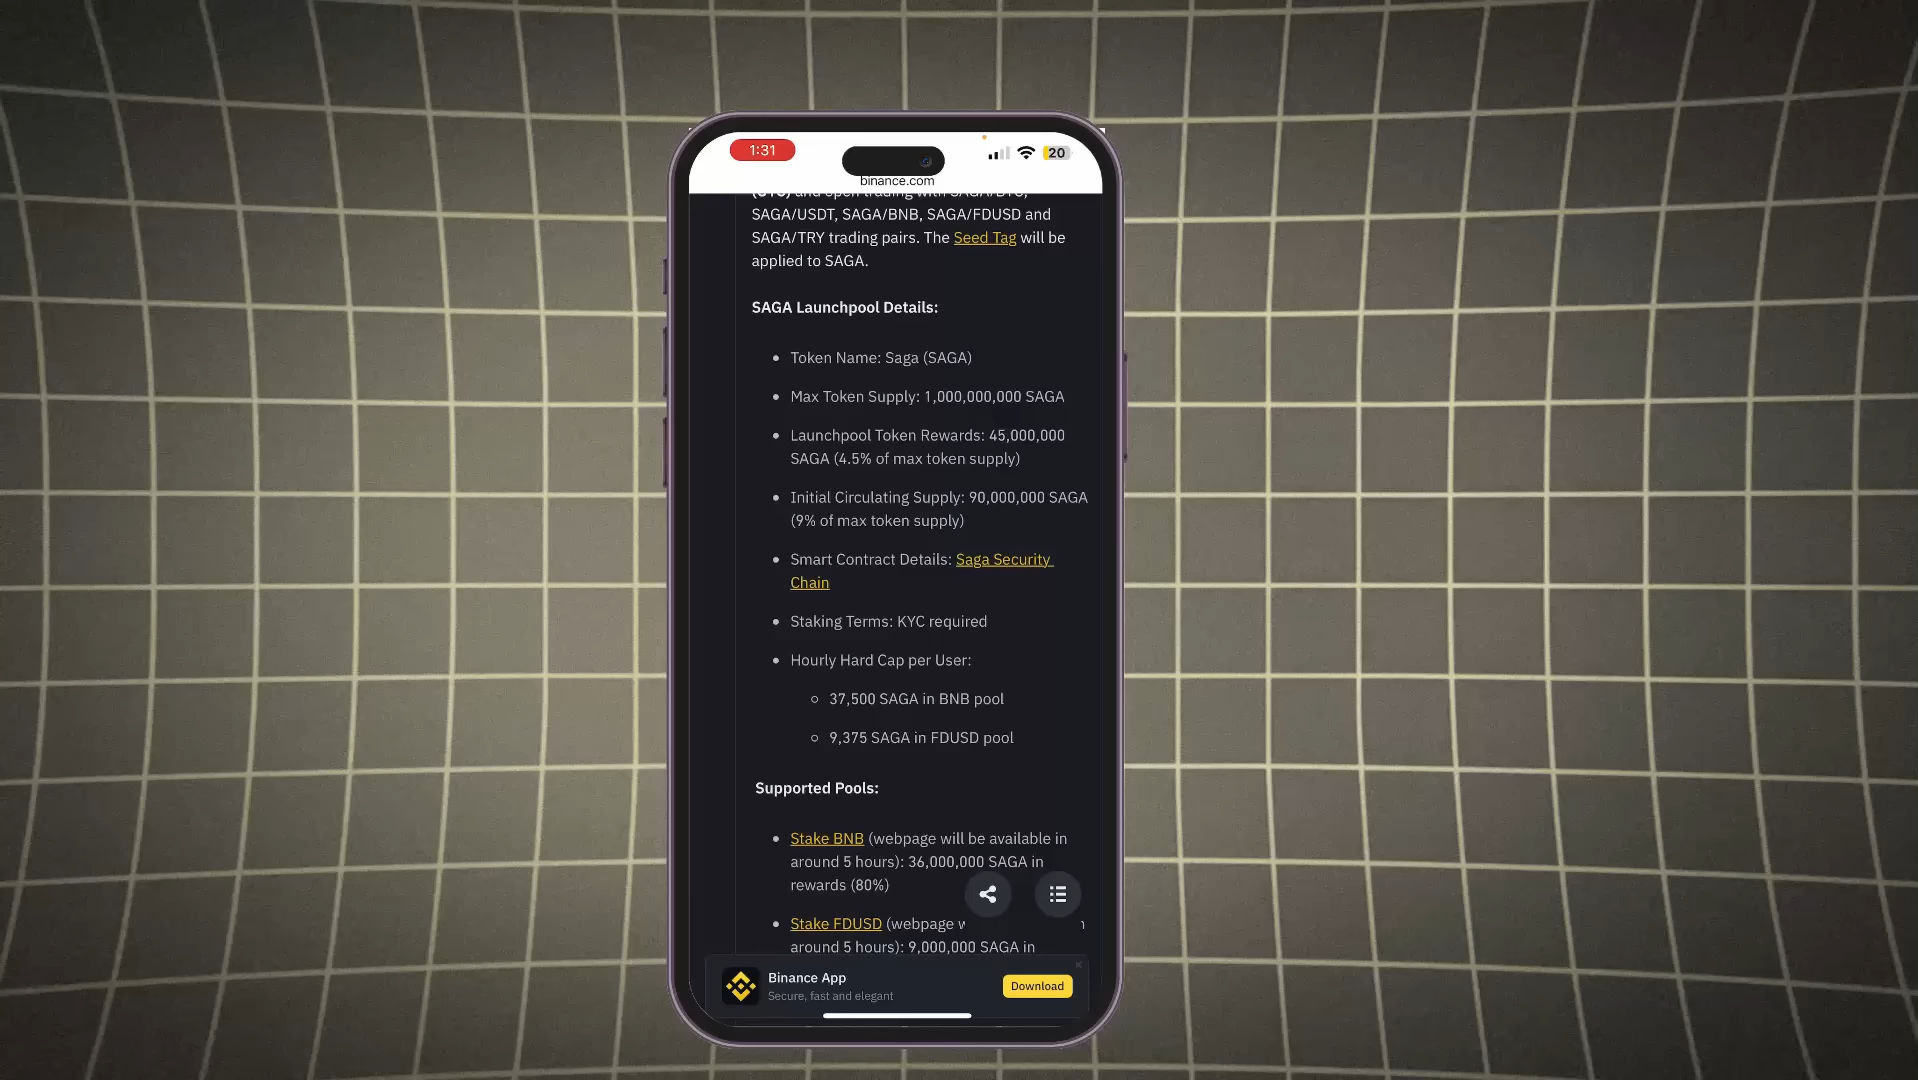 1:31
20
binance.com
SAGA/USDT, SAGA/BNB, SAGA/FDUSD and
SAGA/TRY trading pairs. The Seed Tag will be
applied to SAGA.
SAGA Launchpool Details:
Token Name: Saga (SAGA)
Max Token Supply: 1,000,000,000 SAGA
Launchpool Token Rewards: 45,000,000
SAGA (4.5% of max token supply)
Initial Circulating Supply: 90,000,000 SAGA
(9% of max token supply)
Smart Contract Details: Saga Security
Chain
Staking Terms: KYC required
Hourly Hard Cap per User:
37,500 SAGA in BNB pool
9,375 SAGA in FDUSD pool
Supported Pools:
Stake BNB (webpage will be available in
around 5 hours): 36,000,000 SAGA in
rewards (80%)
Stake FDUSD (webpage
around 5 hours): 9,000,000 SAGA in
Binance App
Secure, fast and elegant
Download